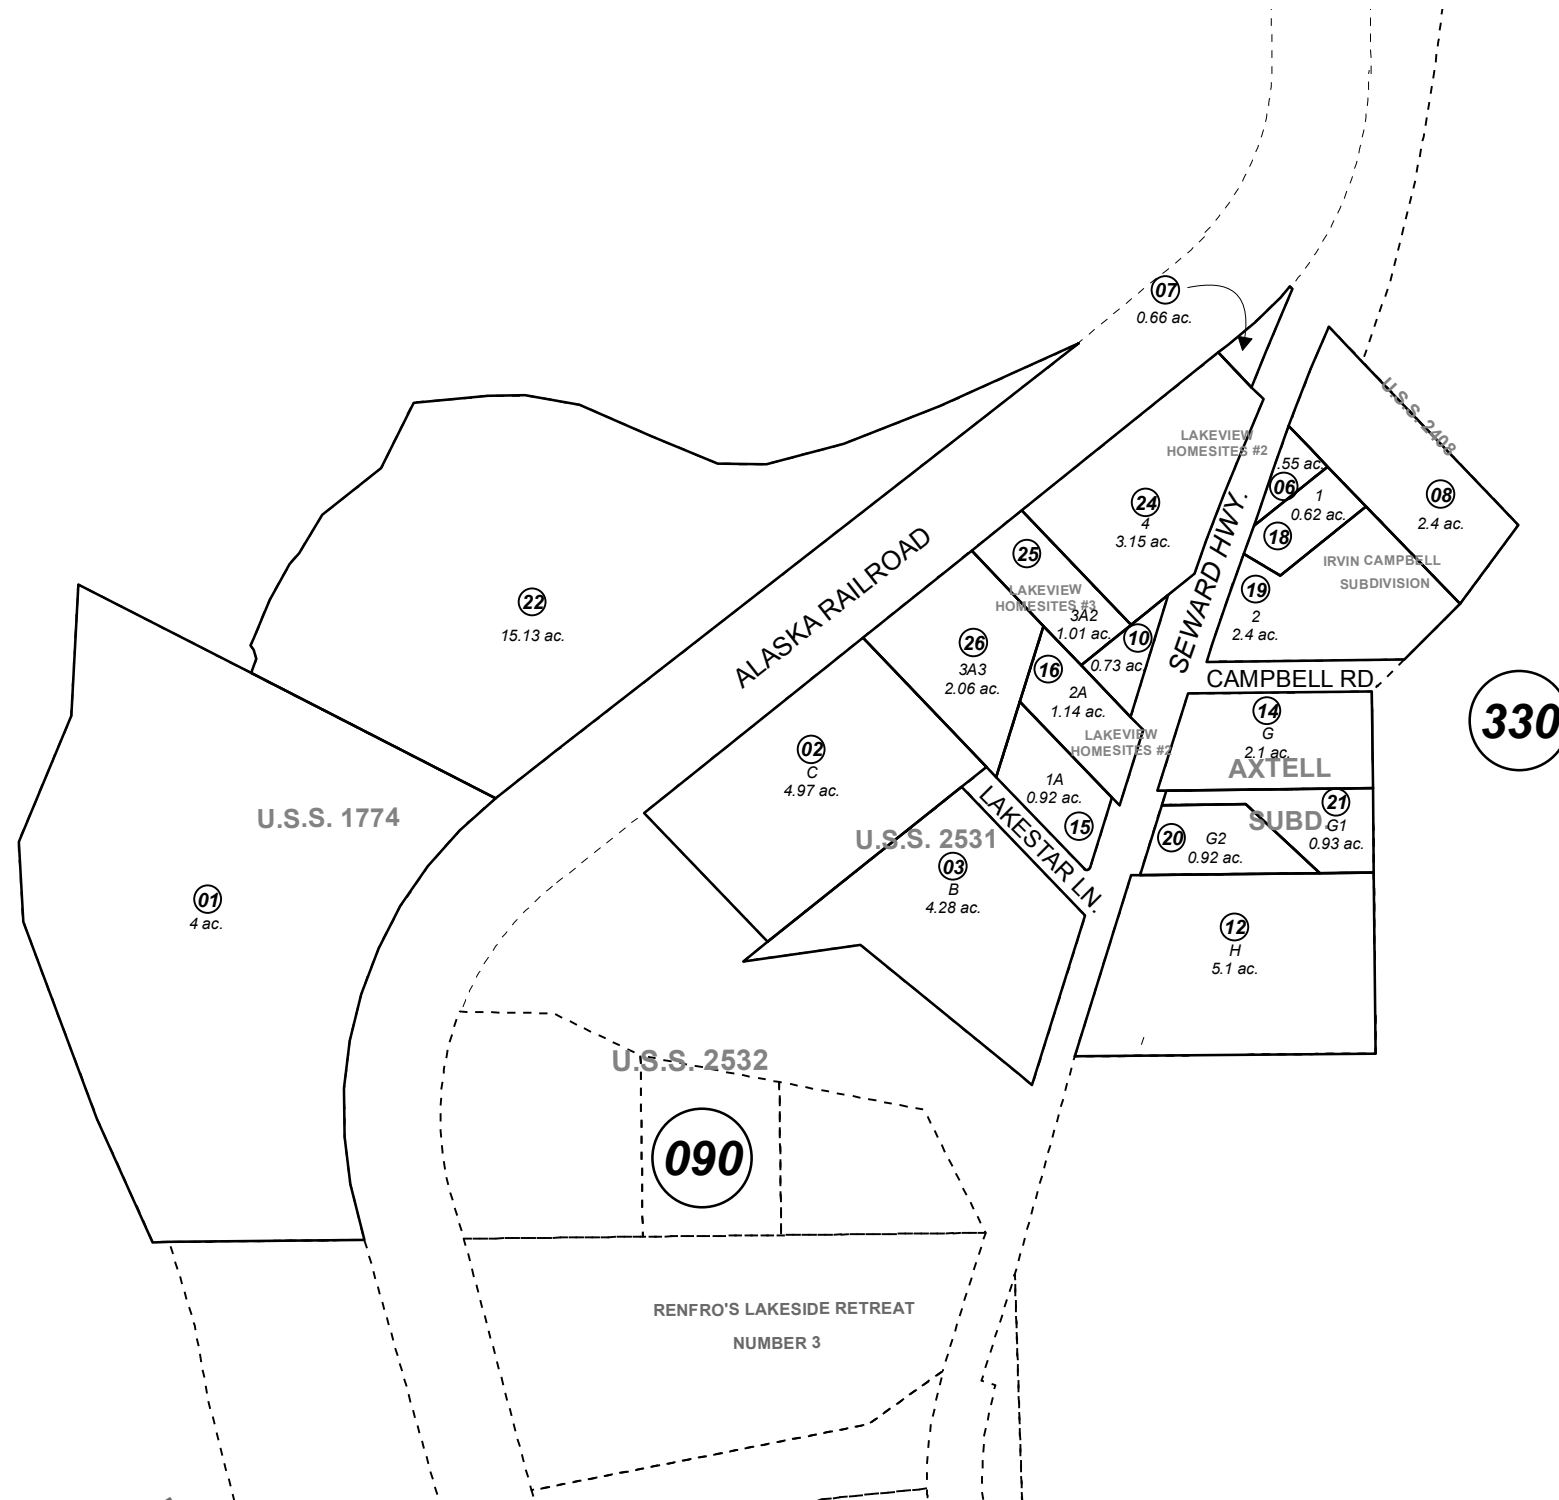 07
0.66 ac.
U.S.S. 2408
LAKEVIEW
HOMESITES #2
.55 ac.
06
1
0.62 ac.
18
08
2.4 ac.
24
4
3.15 ac.
SEWARD HWY.
IRVIN CAMPBELL
SUBDIVISION
19
2
2.4 ac.
25
LAKEVIEW
HOMESITES #3
3A2
1.01 ac.
10
0.73 ac.
ALASKA RAILROAD
22
15.13 ac.
26
3A3
2.06 ac.
16
2A
1.14 ac.
LAKEVIEW
HOMESITES #2
CAMPBELL RD
330
14
G
2.1 ac.
AXTELL
SUBD.
02
C
4.97 ac.
1A
0.92 ac.
15
LAKESTAR LN.
21
G1
0.93 ac.
20
G2
0.92 ac.
U.S.S. 1774
U.S.S. 2531
03
B
4.28 ac.
01
4 ac.
12
H
5.1 ac.
U.S.S. 2532
090
RENFRO'S LAKESIDE RETREAT
NUMBER 3